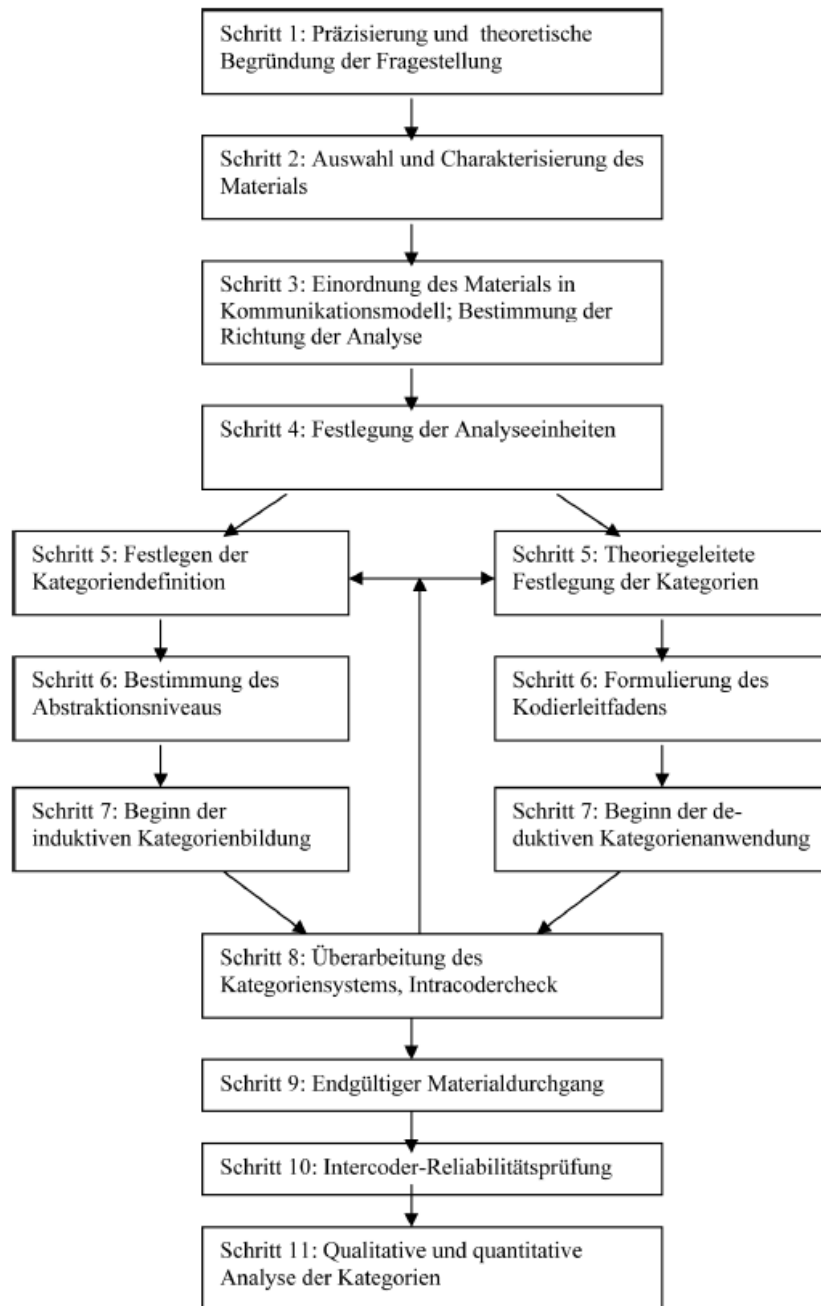 Schritt 1: Präzisierung und theoretische
Begründung der Fragestellung
Schritt 2: Auswahl und Charakterisierung des
Materials
Schritt 3: Einordnung des Materials in
Kommunikationsmodell; Bestimmung der
Richtung der Analyse
Schritt 4: Festlegung der Analyseeinheiten
Schritt 5: Festlegen der
Kategoriendefinition
Schritt 6: Bestimmung des
Abstraktionsniveaus
Schritt 7: Beginn der
induktiven Kategorienbildung
Schritt 5: Theoriegeleitete
Festlegung der Kategorien
Schritt 6: Formulierung des
Kodierleitfadens
Schritt 7: Beginn der de-
duktiven Kategorienanwendung
Schritt 8: Überarbeitung des
Kategoriensystems, Intracodercheck
Schritt 9: Endgültiger Materialdurchgang
Schritt 10: Intercoder-Reliabilitätsprüfung
Schritt 11: Qualitative und quantitative
Analyse der Kategorien